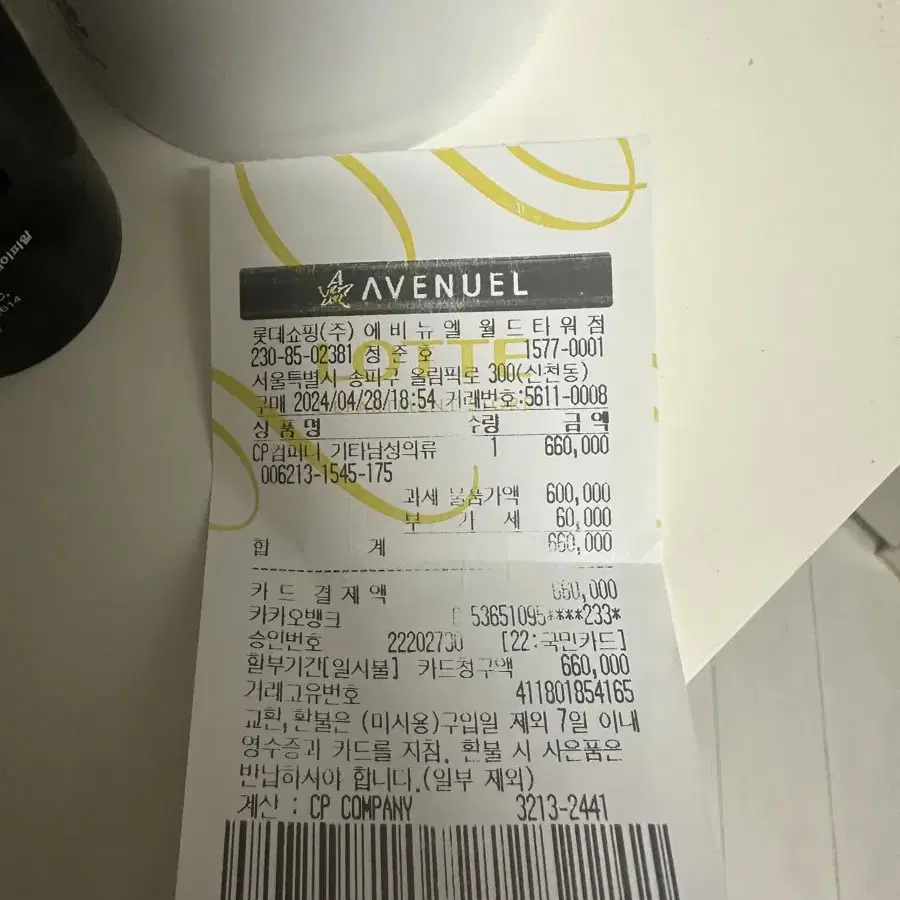 AVENUEL
롯데쇼핑(주) 에비뉴엘 월드타워점
230-85-02381 정준호 1577-0001
LOTTE
서울특별시 송파구 올림픽로 300(신천동)
구매 2024/04/28/18:54 거래번호:5611-0008
상품명 수량 금액
CP컴퍼니 기타남성의류 1 660,000
006213-1545-175
과세 물품가액 600,000
부 가 세 60,000
합 계 660,000
카드 결제액 660,000
카카오뱅크 53651095****233*
승인번호 22202730 [22:국민카드]
할부기간[일시불] 카드청구액 660,000
거래고유번호 411801854165
교환,환불은 (미사용)구입일 제외 7일 이내
영수증과 카드를 지참. 환불 시 사은품은
반납하셔야 합니다.(일부 제외)
계산 : CP COMPANY 3213-2441